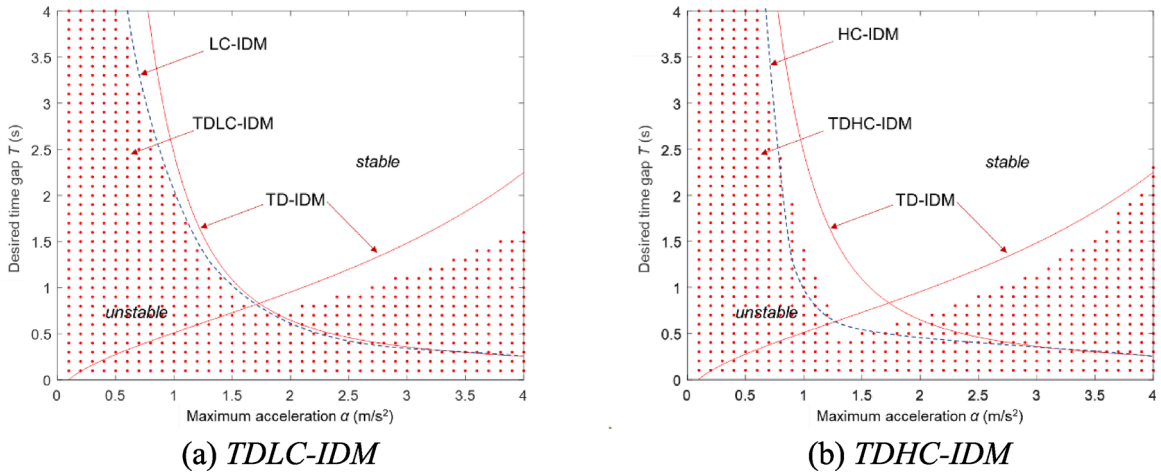 4
3.5
3
2.5
2
1.5
1
0.5
0
Desired time gap T (s)
LC-IDM
TDLC-IDM
stable
TD-IDM
unstable
0 0.5 1 1.5 2 2.5 3 3.5 4
Maximum acceleration α (m/s²)
(a) TDLC-IDM
4
3.5
3
2.5
2
1.5
1
0.5
0
Desired time gap T (s)
HC-IDM
TDHC-IDM
stable
TD-IDM
unstable
0 0.5 1 1.5 2 2.5 3 3.5 4
Maximum acceleration α (m/s²)
(b) TDHC-IDM